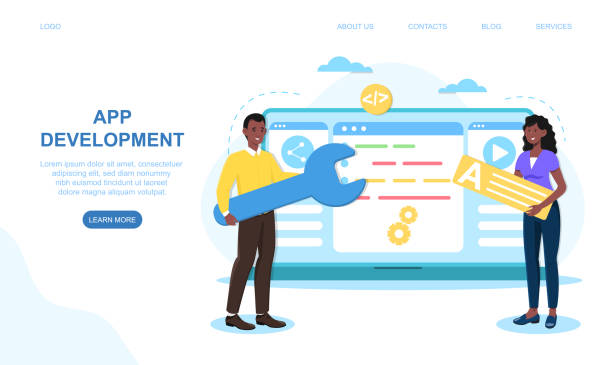 LOGO
ABOUT US
CONTACTS
BLOG
SERVICES
APP
DEVELOPMENT
Lorem ipsum dolor sit amet, consectetuer
adipiscing elit, sed diam nonummy
nibh tincidunt ut laoreet dolore magna
aliquam erat volutpat.
LEARN MORE
</>
A